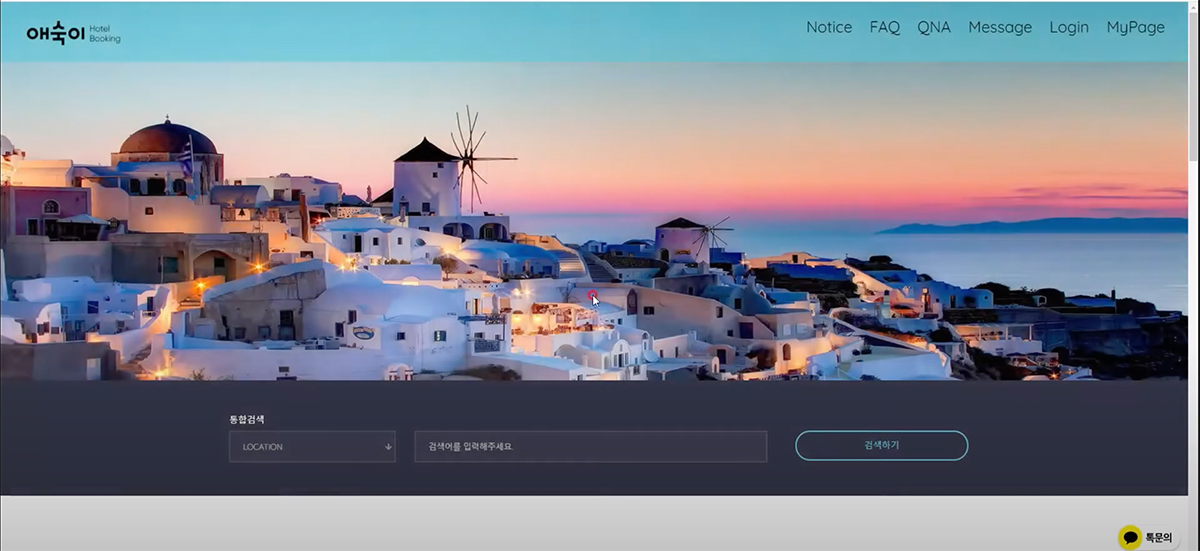 애숙이 Hotel
Booking
Notice FAQ QNA Message Login MyPage
통합검색
LOCATION
검색어를 입력해주세요.
검색하기
톡문의